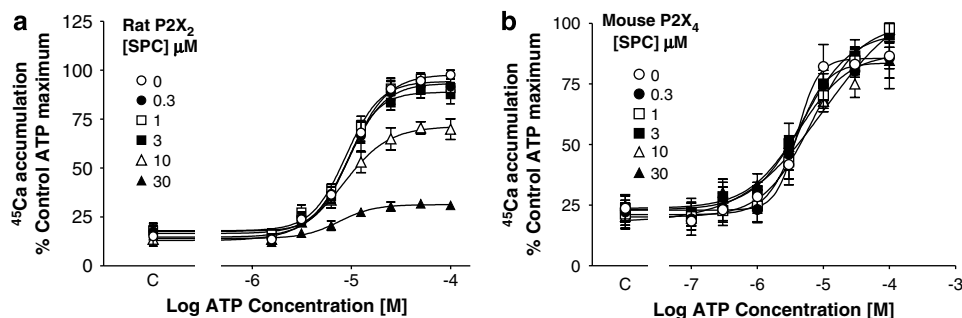 a
Rat P2X2
[SPC] μM
0
0.3
1
3
10
30
45Ca accumulation
% Control ATP maximum
125
100
75
50
25
0
C
-6
-5
-4
Log ATP Concentration [M]
b
Mouse P2X4
[SPC] μM
0
0.3
1
3
10
30
45Ca accumulation
% Control ATP maximum
100
75
50
25
0
C
-7
-6
-5
-4
-3
Log ATP Concentration [M]